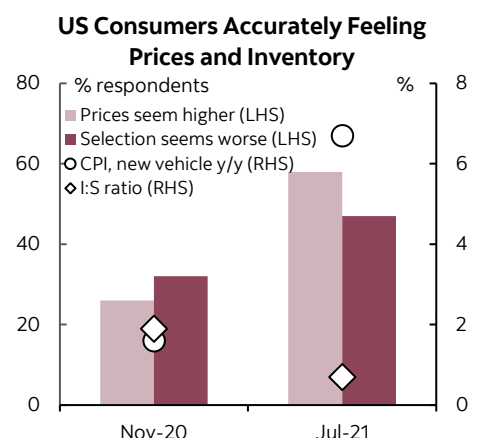 US Consumers Accurately Feeling
Prices and Inventory
80 % respondents % 8
Prices seem higher (LHS)
Selection seems worse (LHS)
CPI, new vehicle y/y (RHS)
60 6
I:S ratio (RHS)
40 4
20 2
0 0
Nov-20 Jul-21